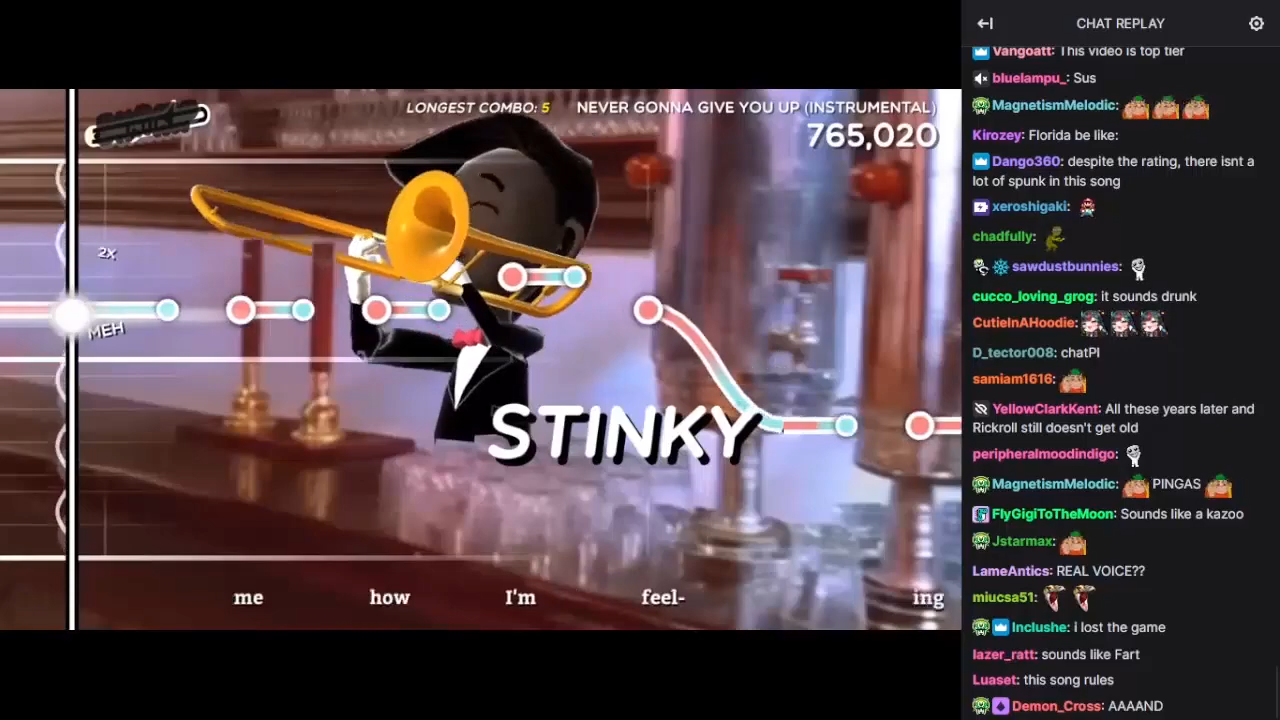 CHAT REPLAY
LONGEST COMBO: 5
NEVER GONNA GIVE YOU UP (INSTRUMENTAL)
765,020
2X
MEH
STINKY
me how I'm feel- ing
Vangoatt: This video is top tier
bluelampu_: Sus
MagnetismMelodic:
Kirozey: Florida be like:
Dango360: despite the rating, there isnt a
lot of spunk in this song
xeroshigaki:
chadfully:
sawdustbunnies:
cucco_loving_grog: it sounds drunk
CutieInAHoodie:
D_tector008: chatPI
samiam1616:
YellowClarkKent: All these years later and
Rickroll still doesn't get old
peripheralmoodindigo:
MagnetismMelodic: PINGAS
FlyGigiToTheMoon: Sounds like a kazoo
Jstarmax:
LameAntics: REAL VOICE??
miucsa51:
Inclushe: i lost the game
lazer_ratt: sounds like Fart
Luaset: this song rules
Demon_Cross: AAAAND